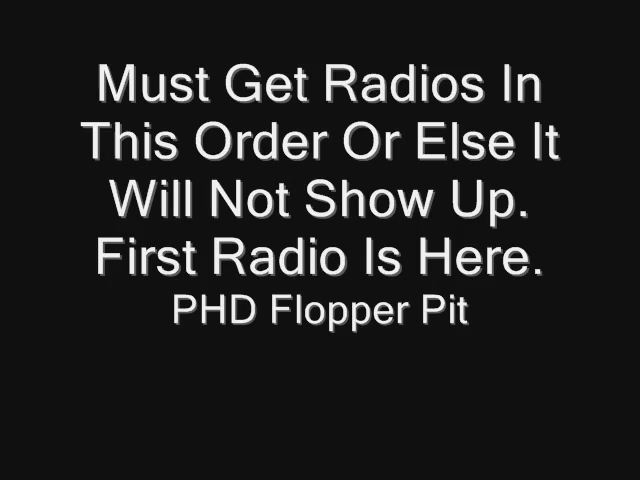 Must Get Radios In
This Order Or Else It
Will Not Show Up.
First Radio Is Here.
PHD Flopper Pit